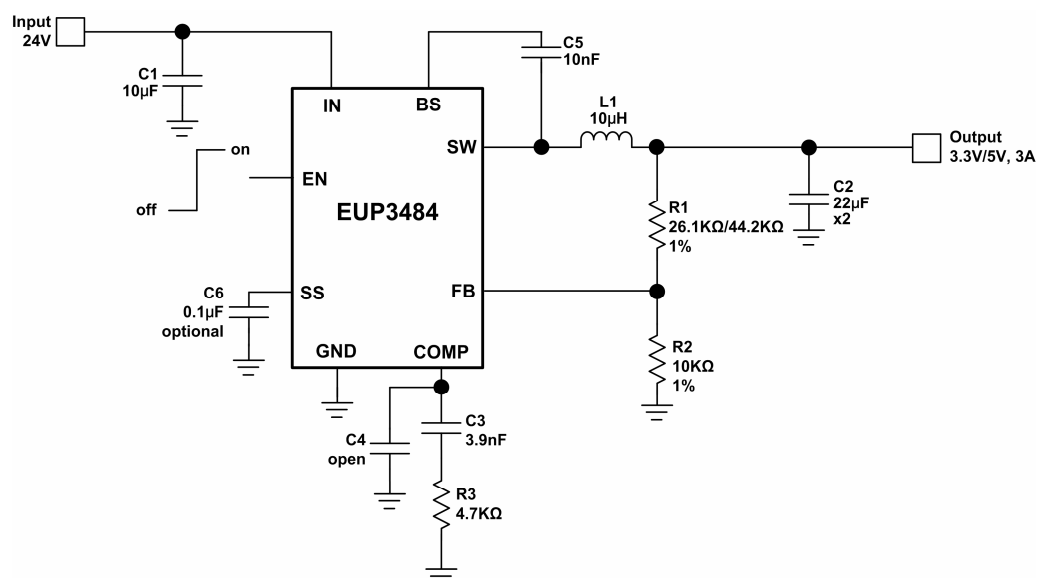 Input
24V
C1
10µF
IN
BS
C5
10nF
L1
10µH
SW
Output
3.3V/5V, 3A
on
off
EN
EUP3484
R1
26.1KΩ/44.2KΩ
1%
C2
22µF
x2
C6
0.1µF
optional
SS
FB
GND
COMP
R2
10KΩ
1%
C4
open
C3
3.9nF
R3
4.7KΩ